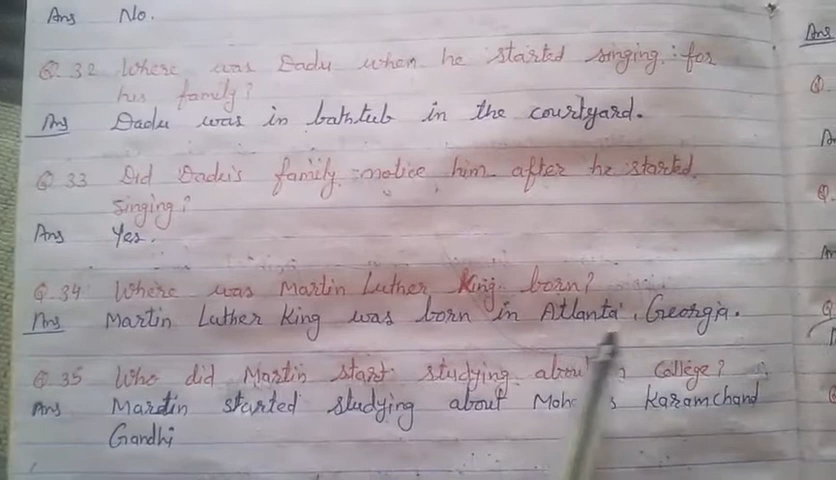 Ans No.
Q.32 Where was Dadu when he started singing for
his family?
Ans Dadu was in bathtub in the courtyard.
Q 33 Did Dadu's family notice him after he started
singing?
Ans Yes.
Q.34 Where was Martin Luther King born?
Ans Martin Luther King was born in Atlanta, Georgia.
Q.35 Who did Martin start studying about College?
Ans Martin started studying about Karamchand
Gandhi
Ans
Q.
Q.